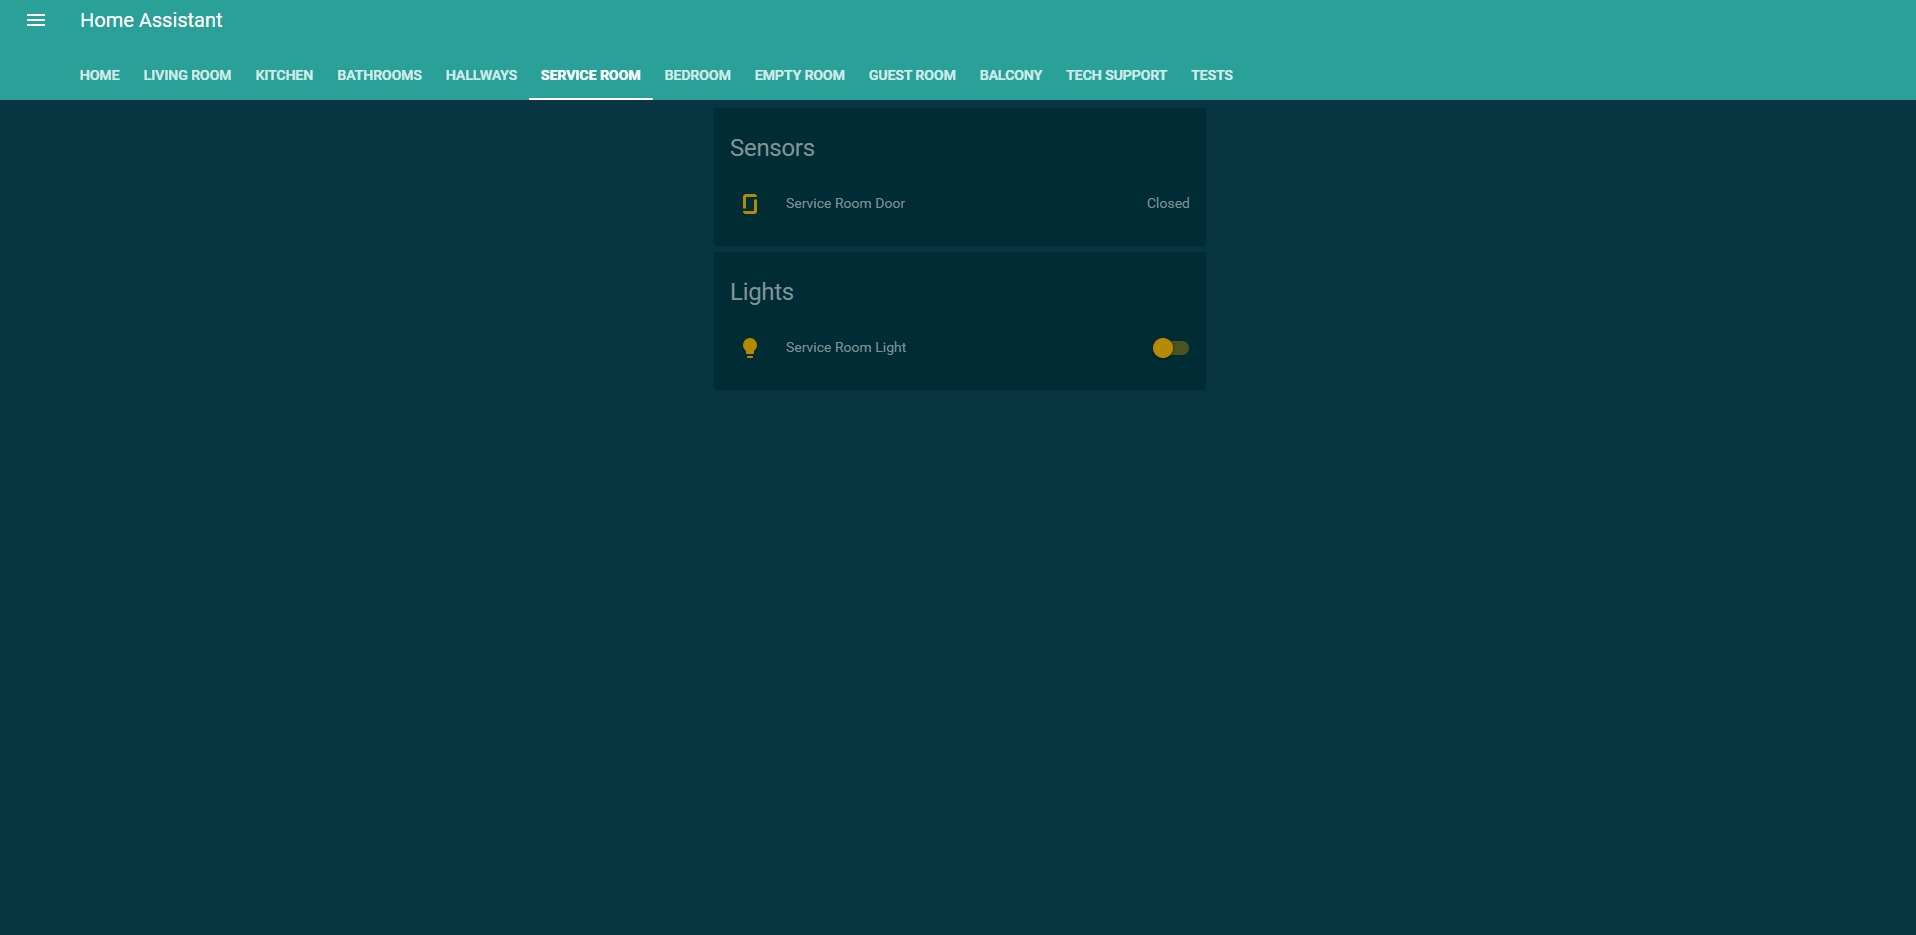 Home Assistant
HOME LIVING ROOM KITCHEN BATHROOMS HALLWAYS SERVICE ROOM BEDROOM EMPTY ROOM GUEST ROOM BALCONY TECH SUPPORT TESTS
Sensors
Service Room Door Closed
Lights
Service Room Light